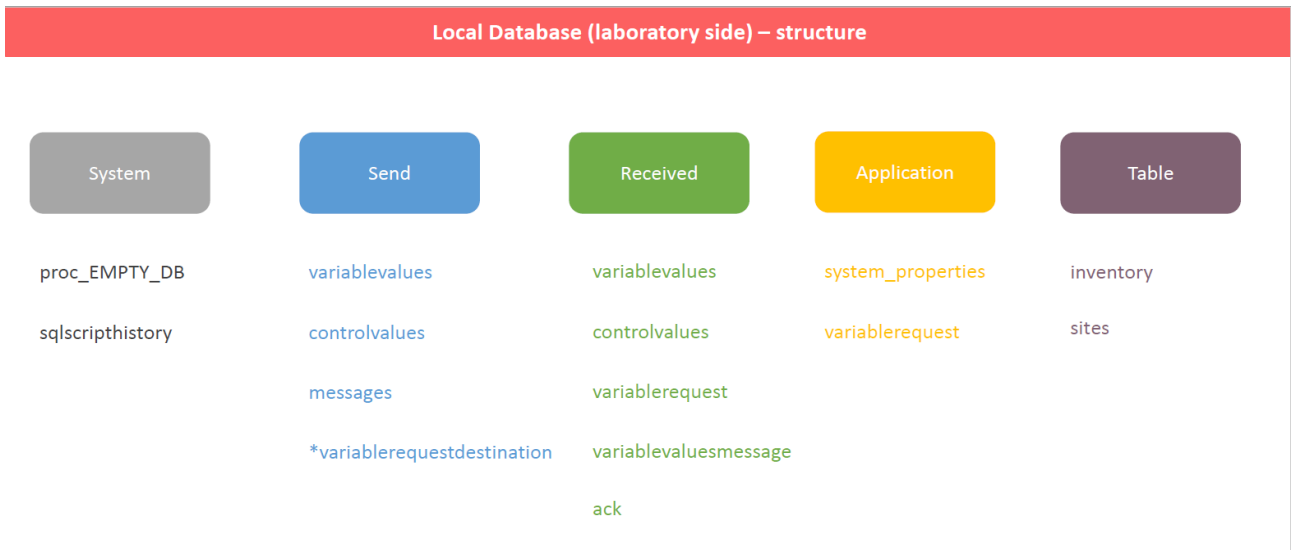 Local Database (laboratory side) – structure
System
Send
Received
Application
Table
proc_EMPTY_DB
variablevalues
variablevalues
system_properties
inventory
sqlscripthistory
controlvalues
controlvalues
variablerequest
sites
messages
variablerequest
*variablerequestdestination
variablevaluesmessage
ack